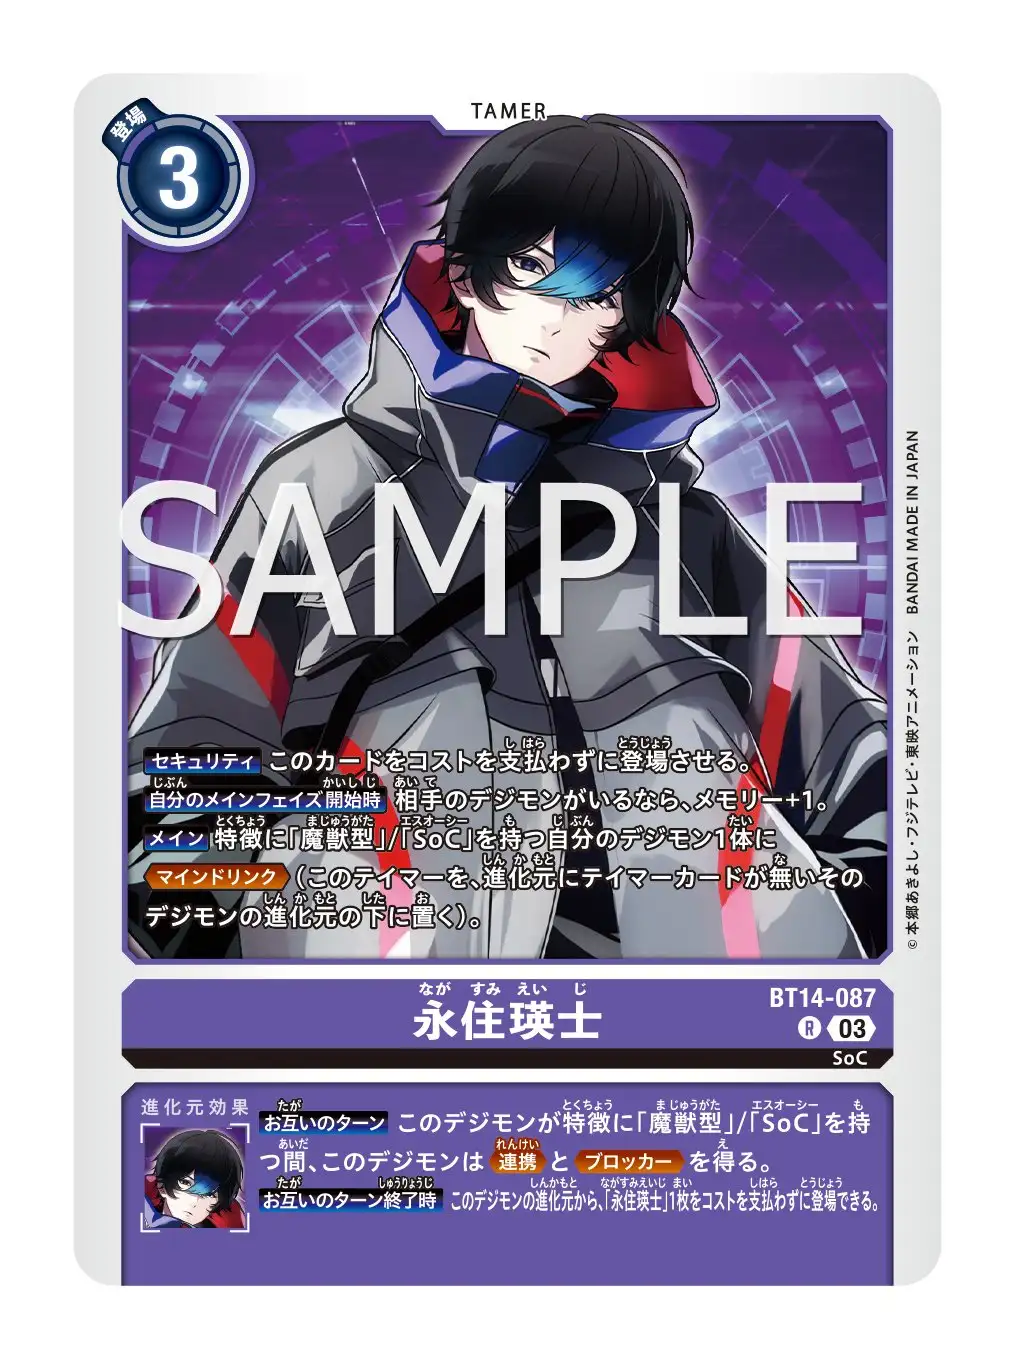 TAMER
登場
3
SAMPLE
セキュリティ このカードをコストを支払わずに登場させる。
自分のメインフェイズ開始時 相手のデジモンがいるなら、メモリー+1。
メイン 特徴に「魔獣型」/「SoC」を持つ自分のデジモン1体に
マインドリンク (このテイマーを、進化元にテイマーカードが無いその
デジモンの進化元の下に置く)。
©本郷あきよし・フジテレビ・東映アニメーション BANDAI MADE IN JAPAN
ながすみえいじ
永住瑛士
BT14-087
R 03
SoC
進化元効果
お互いのターン このデジモンが特徴に「魔獣型」/「SoC」を持
つ間、このデジモンは 連携 と ブロッカー を得る。
お互いのターン終了時 このデジモンの進化元から、「永住瑛士」1枚をコストを支払わずに登場できる。